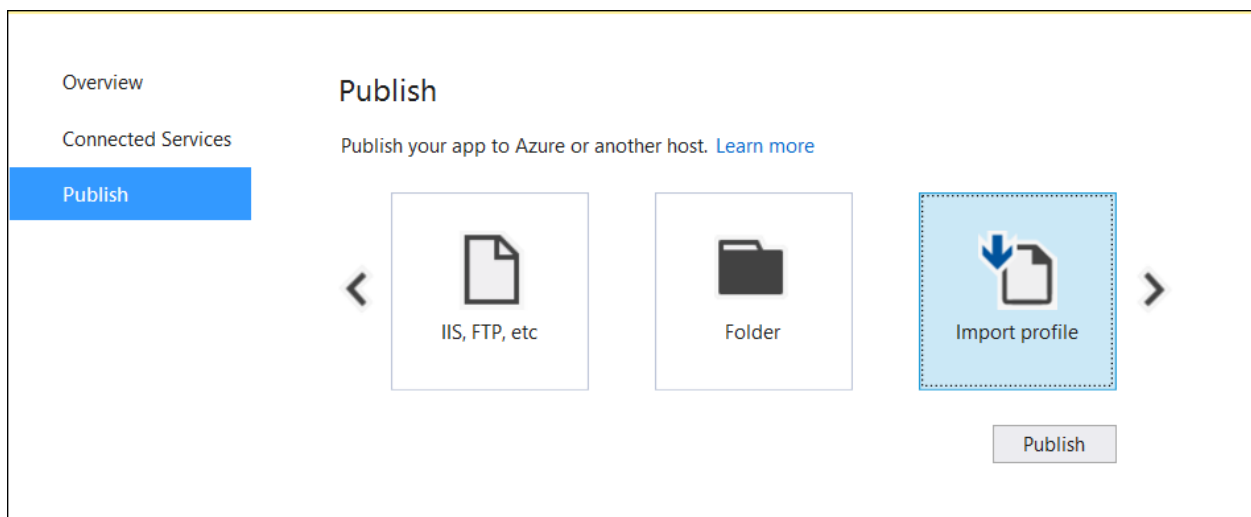 Overview
Connected Services
Publish
Publish
Publish your app to Azure or another host. Learn more
IIS, FTP, etc
Folder
Import profile
Publish